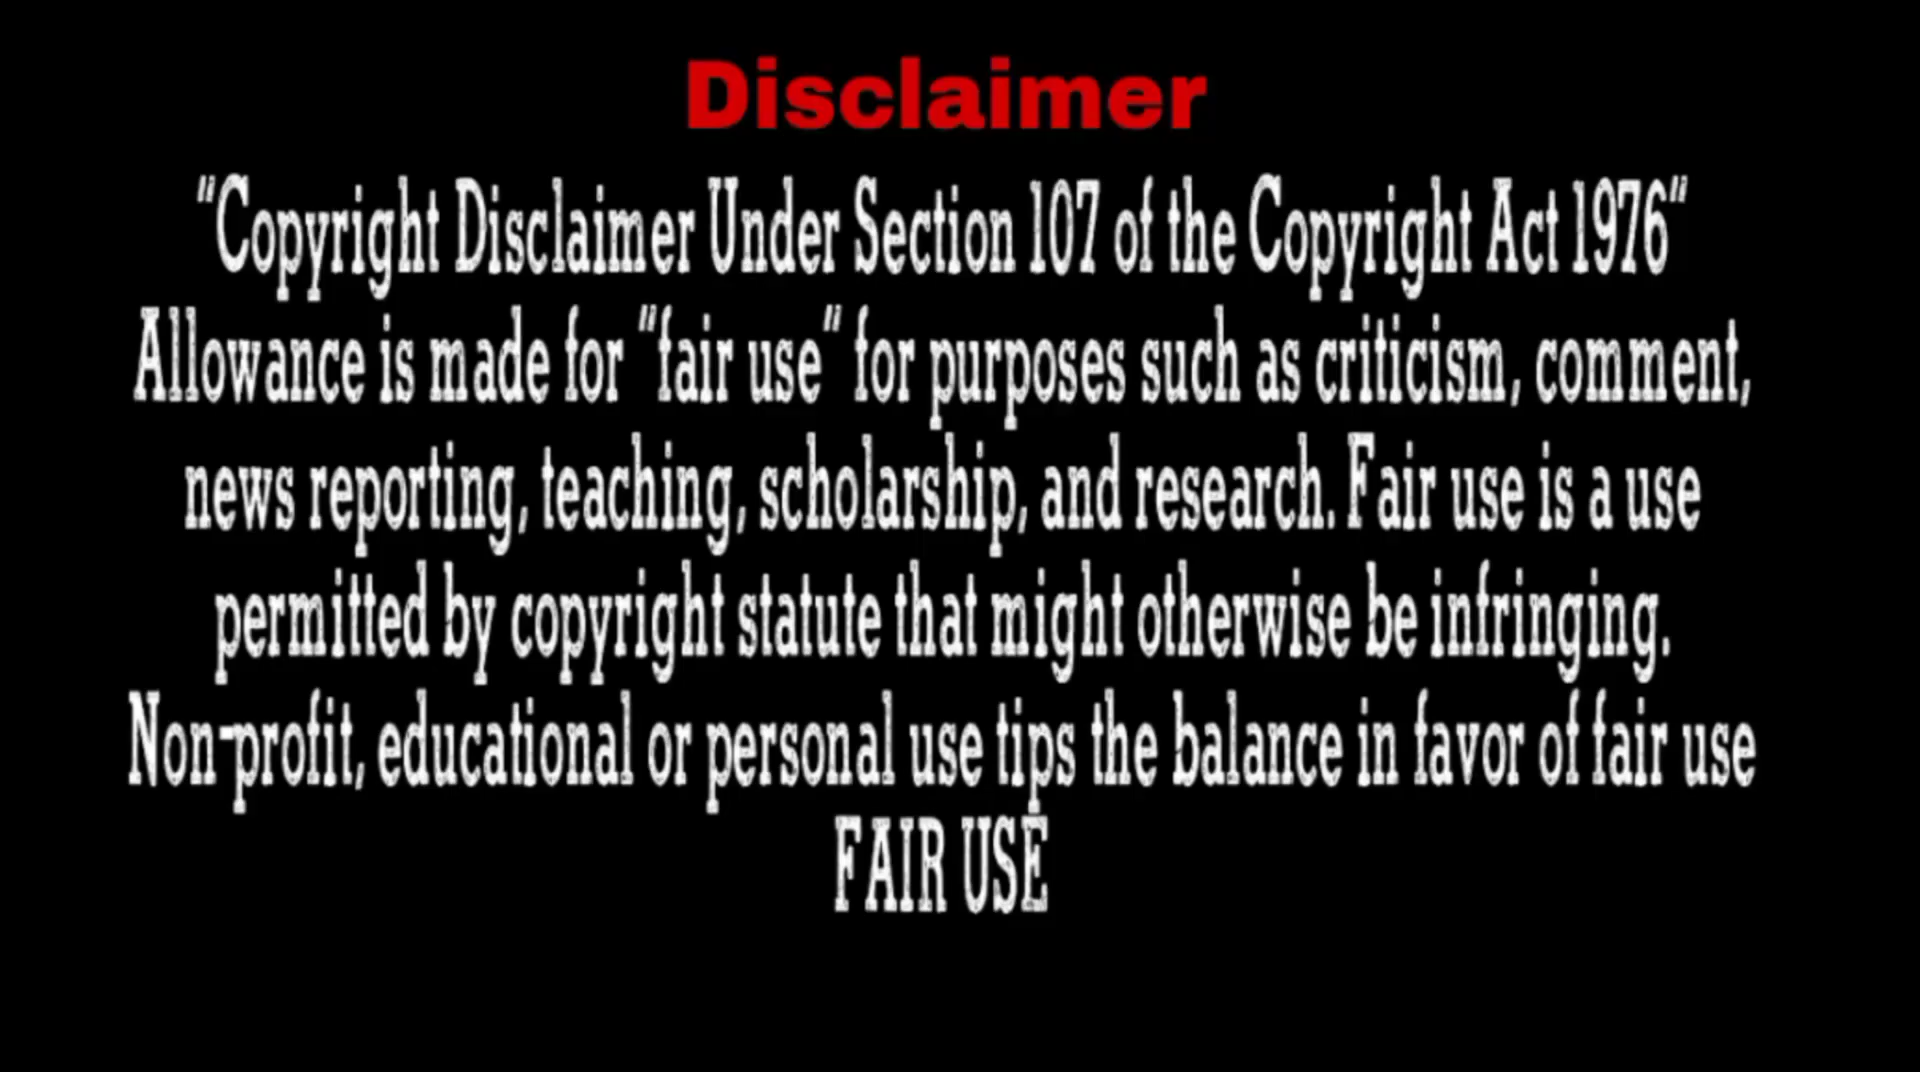 Disclaimer
"Copyright Disclaimer Under Section 107 of the Copyright Act 1976"
Allowance is made for "fair use" for purposes such as criticism, comment,
news reporting, teaching, scholarship, and research. Fair use is a use
permitted by copyright statute that might otherwise be infringing.
Non-profit, educational or personal use tips the balance in favor of fair use
FAIR USE